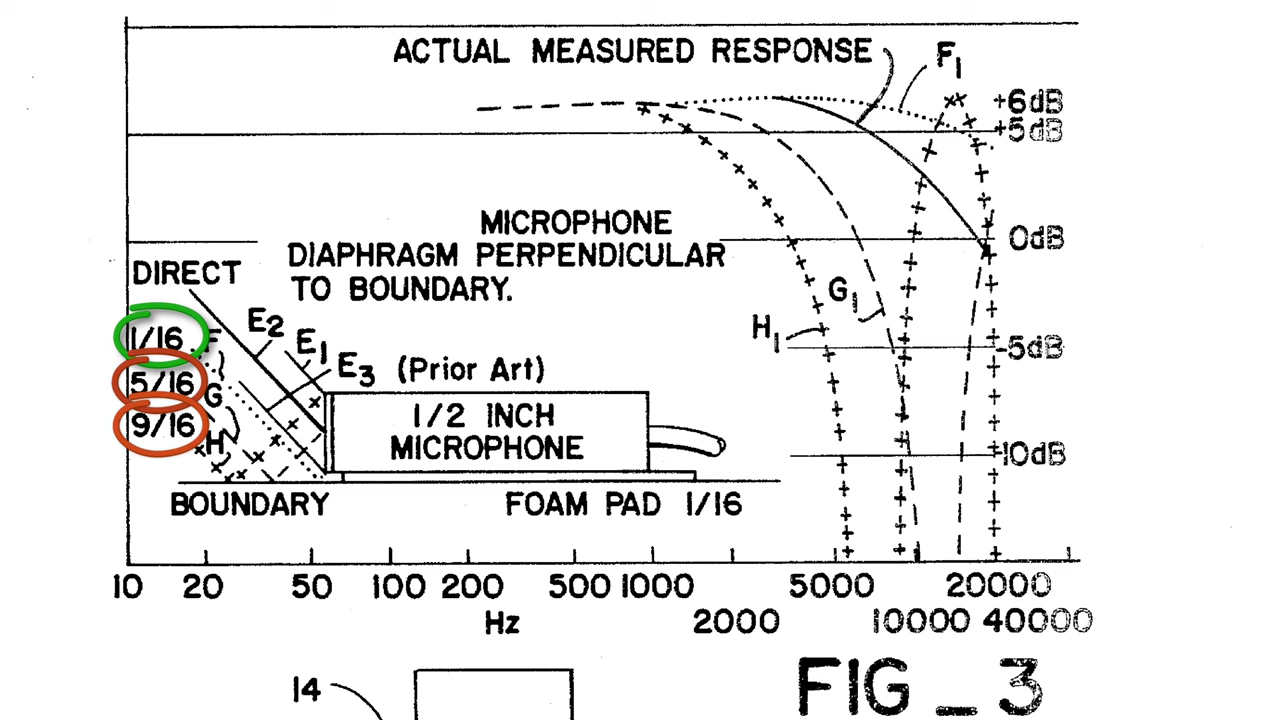 ACTUAL MEASURED RESPONSE
F1
+6dB
+5dB
MICROPHONE
DIAPHRAGM PERPENDICULAR
TO BOUNDARY.
0dB
DIRECT
E2
E1
E3 (Prior Art)
1/16 F
5/16 G
9/16 H
G1
H1
-5dB
1/2 INCH
MICROPHONE
-10dB
BOUNDARY
FOAM PAD 1/16
10 20 50 100 200 500 1000 5000 20000
Hz 2000 10000 40000
FIG_3
14